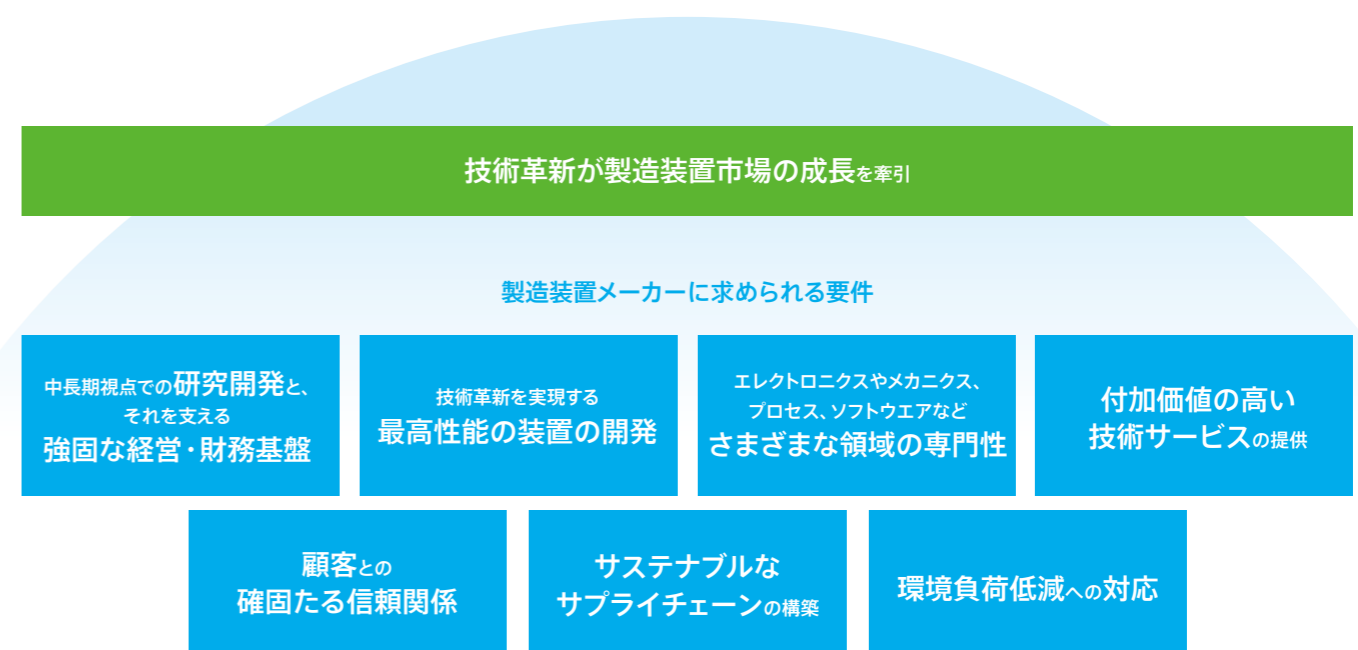 技術革新が製造装置市場の成長を牽引
製造装置メーカーに求められる要件
中長期視点での研究開発と、
それを支える
強固な経営・財務基盤
技術革新を実現する
最高性能の装置の開発
エレクトロニクスやメカニクス、
プロセス、ソフトウエアなど
さまざまな領域の専門性
付加価値の高い
技術サービスの提供
顧客との
確固たる信頼関係
サステナブルな
サプライチェーンの構築
環境負荷低減への対応